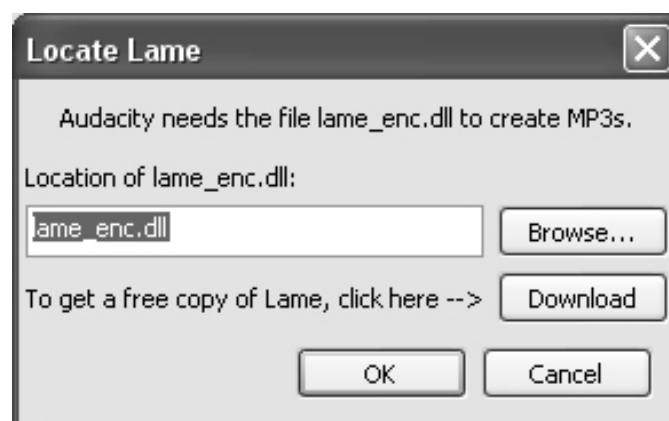 Locate Lame
Audacity needs the file lame_enc.dll to create MP3s.
Location of lame_enc.dll:
lame_enc.dll
Browse...
To get a free copy of Lame, click here -->
Download
OK
Cancel